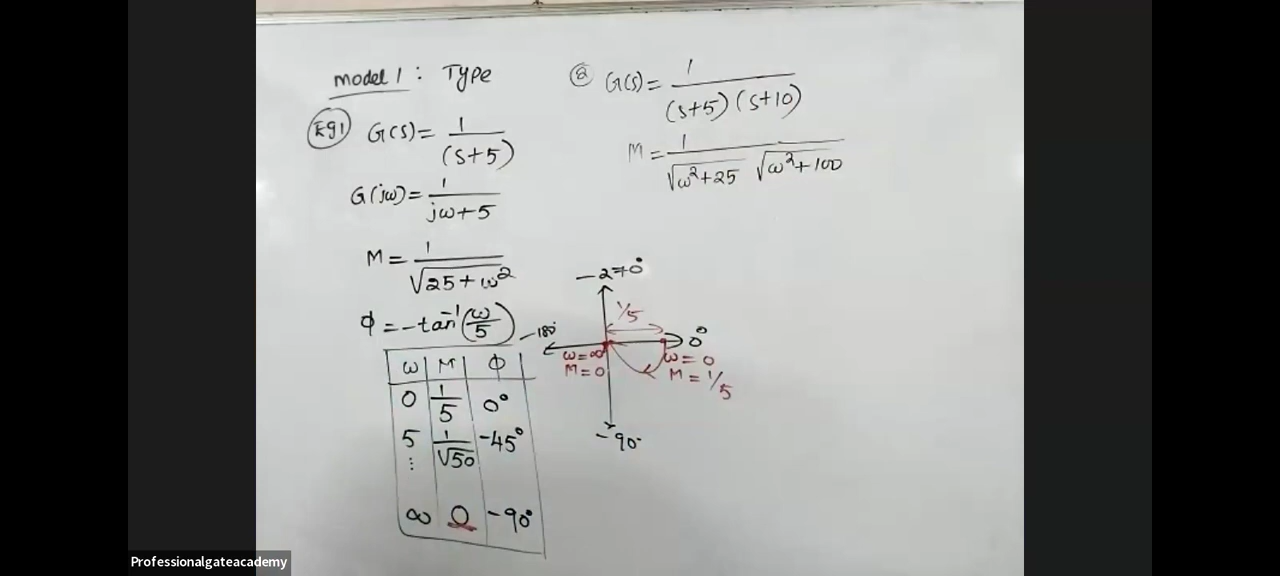 Model 1 : Type
Eg1 G(s) = 1/(s+5)
G(jω) = 1/(jω+5)
M = 1/√(25+ω²)
ϕ = -tan⁻¹(ω/5)
ω | M | ϕ
0 | 1/5 | 0°
5 | 1/√50 | -45°
⋮
∞ | 0 | -90°
② G(s) = 1/((s+5)(s+10))
M = 1/(√(ω²+25) √(ω²+100))
-270°
1/5
-180°
0°
ω=∞
M=0
ω=0
M=1/5
-90°
Professionalgateacademy